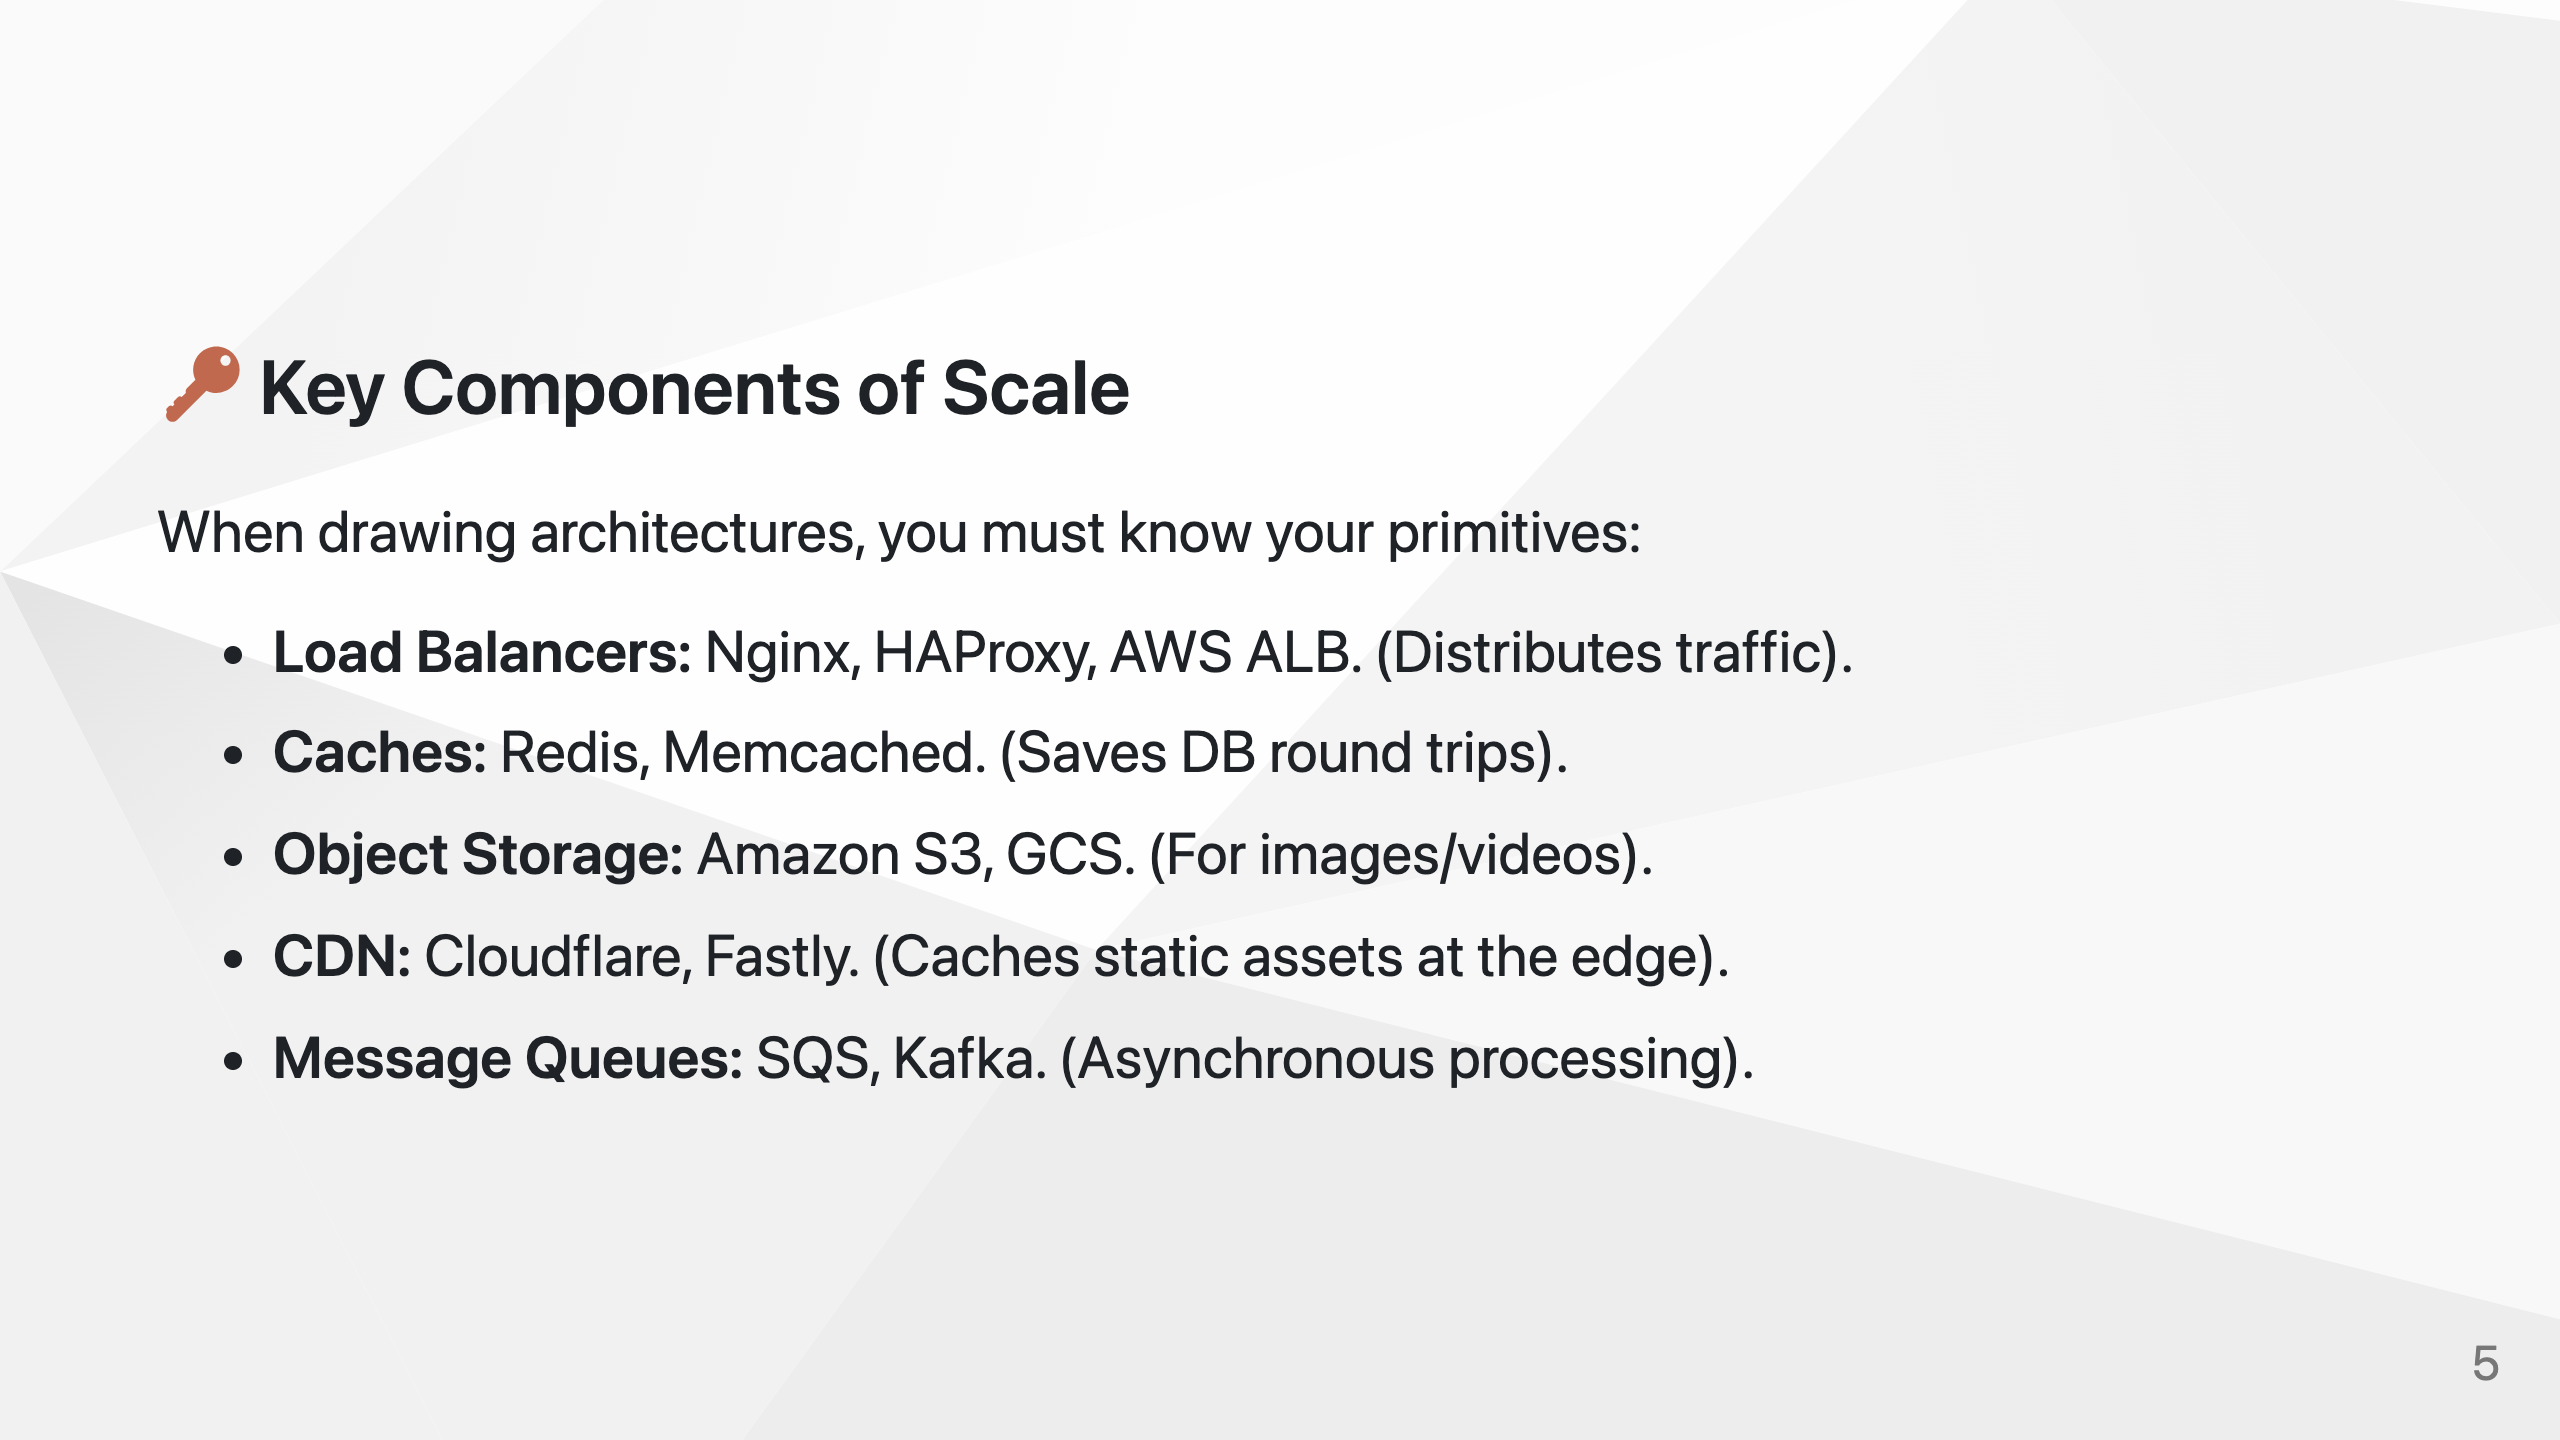 Key Components of Scale
When drawing architectures, you must know your primitives:
• Load Balancers: Nginx, HAProxy, AWS ALB. (Distributes traffic).
• Caches: Redis, Memcached. (Saves DB round trips).
• Object Storage: Amazon S3, GCS. (For images/videos).
• CDN: Cloudflare, Fastly. (Caches static assets at the edge).
• Message Queues: SQS, Kafka. (Asynchronous processing).
5